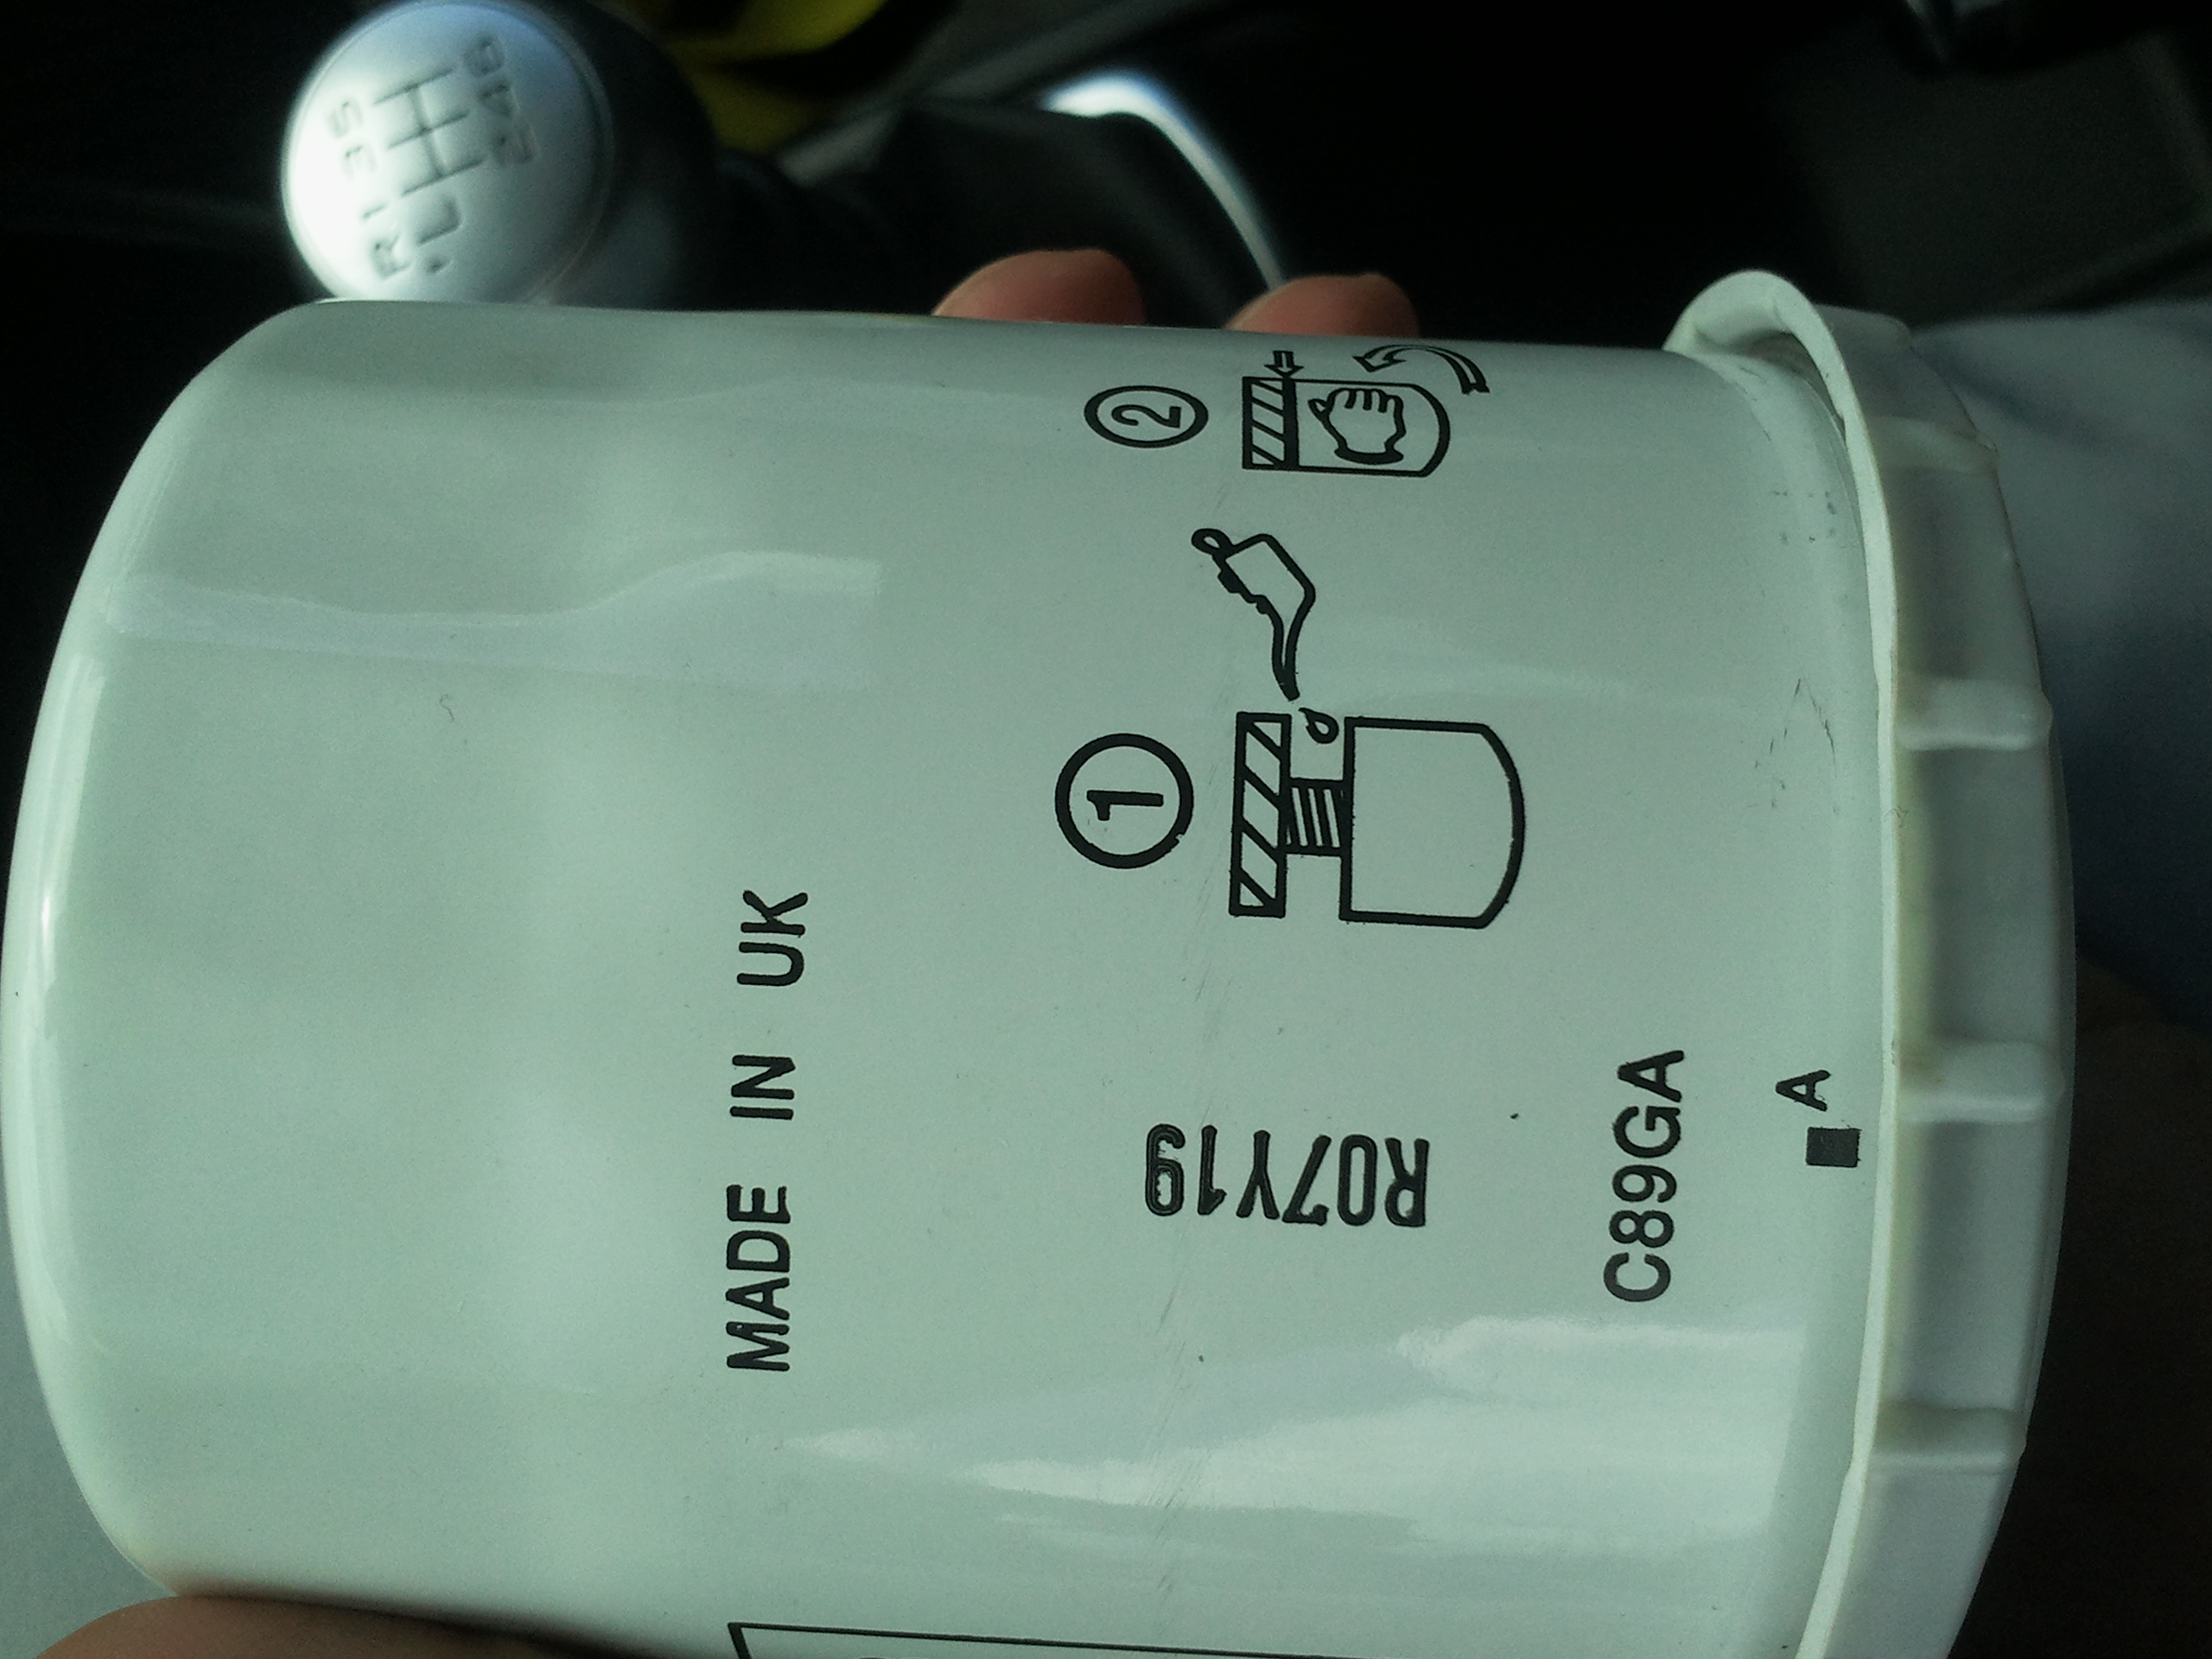 MADE IN UK
1
2
R07Y19
C89GA
A
R 1 3 5
2 4 6